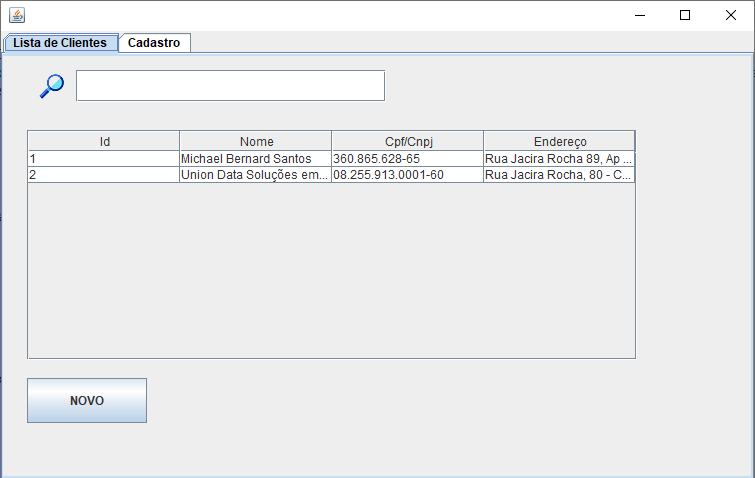 Lista de Clientes Cadastro
Id Nome Cpf/Cnpj Endereço
1 Michael Bernard Santos 360.865.628-65 Rua Jacira Rocha 89, Ap ...
2 Union Data Soluções em... 08.255.913.0001-60 Rua Jacira Rocha, 80 - C...
NOVO